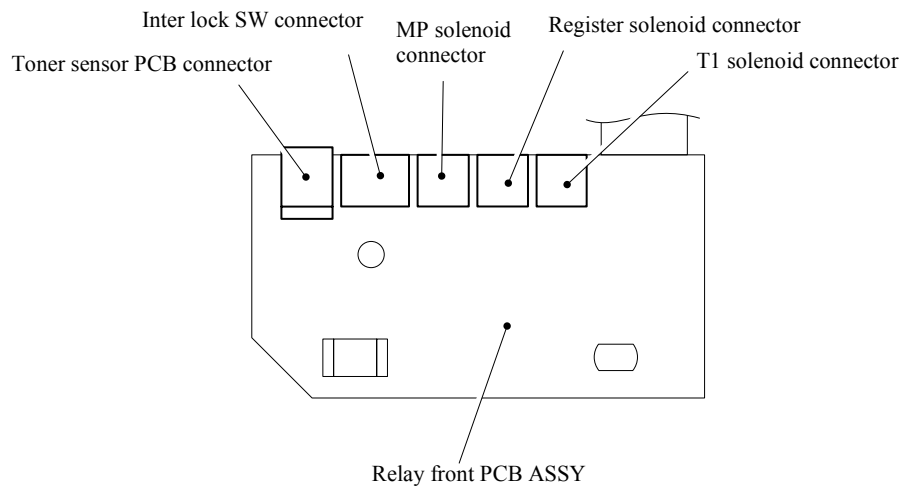 Inter lock SW connector
MP solenoid
connector
Register solenoid connector
Toner sensor PCB connector
T1 solenoid connector
Relay front PCB ASSY